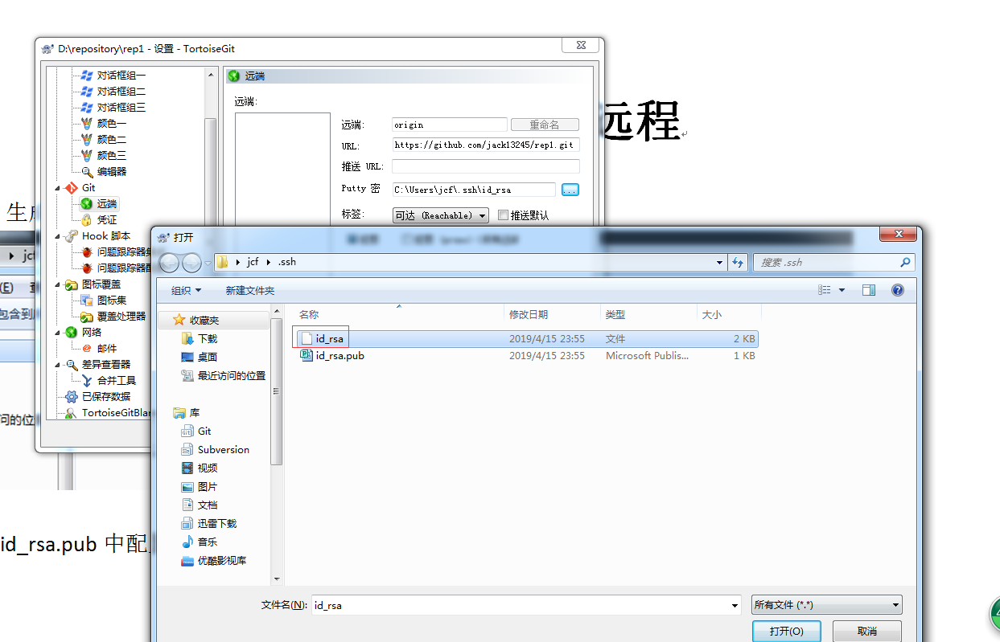 D:\repository\rep1 - 设置 - TortoiseGit
对话框组一
对话框组二
对话框组三
颜色一
颜色二
颜色三
编辑器
Git
远端
凭证
Hook 脚本
问题跟踪器
问题跟踪器
图标覆盖
图标集
覆盖处理器
网络
邮件
差异查看器
合并工具
已保存数据
TortoiseGitBla
远端
远端:
远端: origin 重命名
URL: https://github.com/jack13245/rep1.git
推送 URL:
Putty 密 C:\Users\jcf\.ssh\id_rsa ...
标签: 可达 (Reachable) 推送默认
远程
生
jc
(E)
包含到
问的位
id_rsa.pub 中配
打开
jcf .ssh
搜索 .ssh
组织 新建文件夹
收藏夹
下载
桌面
最近访问的位置
库
Git
Subversion
视频
图片
文档
迅雷下载
音乐
优酷影视库
名称 修改日期 类型 大小
id_rsa 2019/4/15 23:55 文件 2 KB
id_rsa.pub 2019/4/15 23:55 Microsoft Publis... 1 KB
文件名(N): id_rsa 所有文件 (*.*)
打开(O) 取消